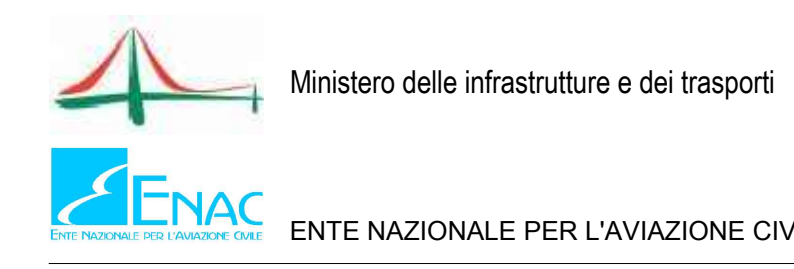 Ministero delle infrastrutture e dei trasporti
ENAC
ENTE NAZIONALE PER L'AVIAZIONE CIVILE
ENTE NAZIONALE PER L'AVIAZIONE CIV